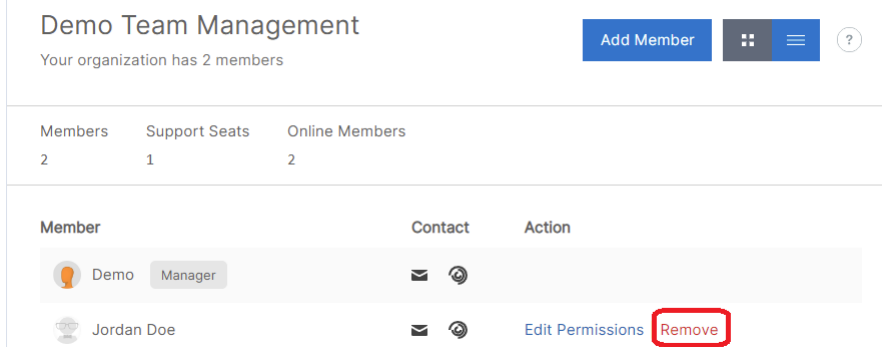 Demo Team Management
Your organization has 2 members
Add Member
?
Members Support Seats Online Members
2 1 2
Member Contact Action
Demo Manager
Jordan Doe Edit Permissions Remove